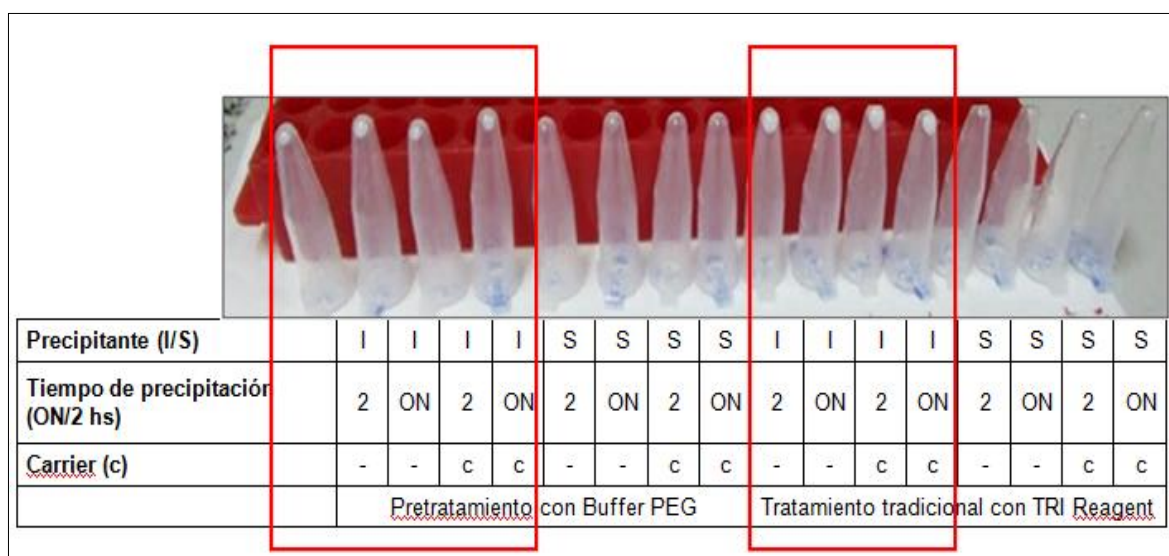 Precipitante (I/S) I I I I S S S S I I I I S S S S
Tiempo de precipitación
(ON/2 hs) 2 ON 2 ON 2 ON 2 ON 2 ON 2 ON 2 ON 2 ON
Carrier (c) - - c c - - c c - - c c - - c c
Pretratamiento con Buffer PEG Tratamiento tradicional con TRI Reagent